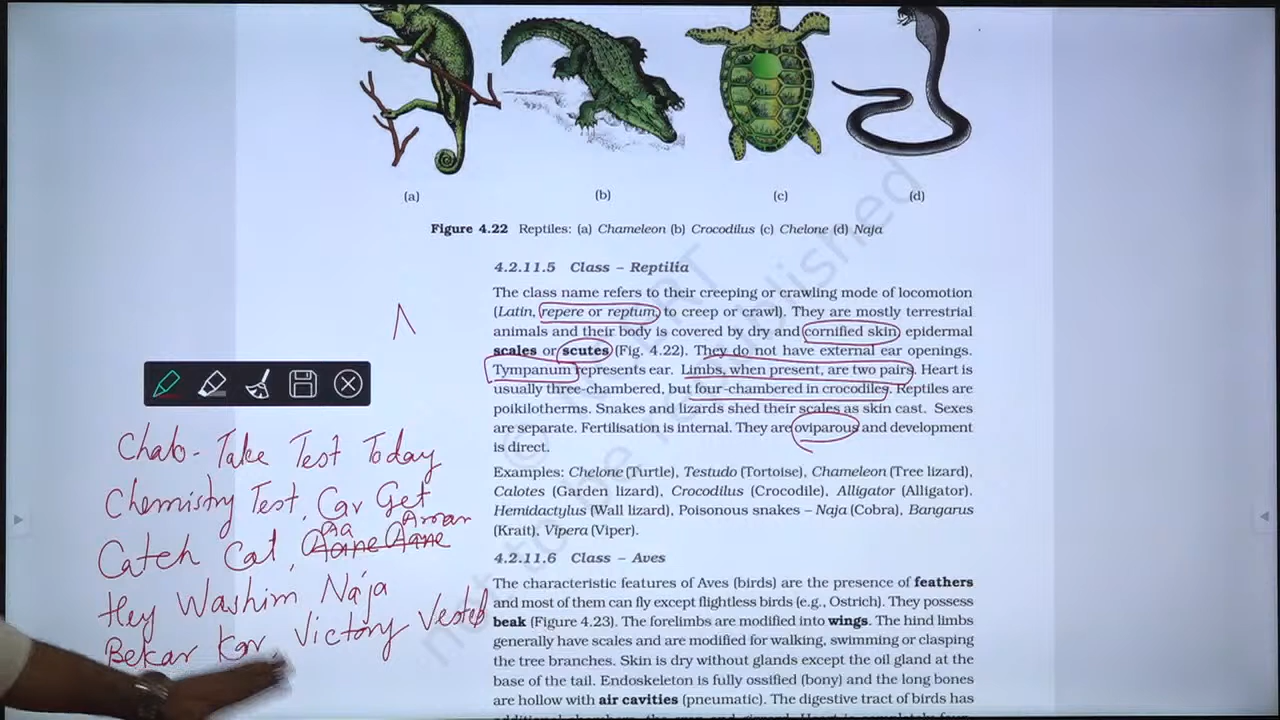 (a) (b) (c) (d)
Figure 4.22 Reptiles: (a) Chameleon (b) Crocodilus (c) Chelone (d) Naja
4.2.11.5 Class – Reptilia
The class name refers to their creeping or crawling mode of locomotion
(Latin, repere or reptum, to creep or crawl). They are mostly terrestrial
animals and their body is covered by dry and cornified skin, epidermal
scales or scutes (Fig. 4.22). They do not have external ear openings.
Tympanum represents ear. Limbs, when present, are two pairs. Heart is
usually three-chambered, but four-chambered in crocodiles. Reptiles are
poikilotherms. Snakes and lizards shed their scales as skin cast. Sexes
are separate. Fertilisation is internal. They are oviparous and development
is direct.
Examples: Chelone (Turtle), Testudo (Tortoise), Chameleon (Tree lizard),
Calotes (Garden lizard), Crocodilus (Crocodile), Alligator (Alligator).
Hemidactylus (Wall lizard), Poisonous snakes – Naja (Cobra), Bangarus
(Krait), Vipera (Viper).
4.2.11.6 Class – Aves
The characteristic features of Aves (birds) are the presence of feathers
and most of them can fly except flightless birds (e.g., Ostrich). They possess
beak (Figure 4.23). The forelimbs are modified into wings. The hind limbs
generally have scales and are modified for walking, swimming or clasping
the tree branches. Skin is dry without glands except the oil gland at the
base of the tail. Endoskeleton is fully ossified (bony) and the long bones
are hollow with air cavities (pneumatic). The digestive tract of birds has
Chalo - Take Test Today
Chemistry Test, Car Get
Catch Cat, Aa Aman
Hey Washim Naja
Bekar Kar, Victory
not to be republished